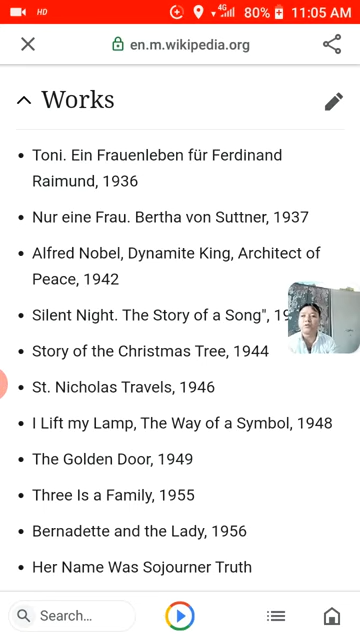 HD 4G 80% 11:05 AM
en.m.wikipedia.org
Works
Toni. Ein Frauenleben für Ferdinand
Raimund, 1936
Nur eine Frau. Bertha von Suttner, 1937
Alfred Nobel, Dynamite King, Architect of
Peace, 1942
Silent Night. The Story of a Song",
Story of the Christmas Tree, 1944
St. Nicholas Travels, 1946
I Lift my Lamp, The Way of a Symbol, 1948
The Golden Door, 1949
Three Is a Family, 1955
Bernadette and the Lady, 1956
Her Name Was Sojourner Truth
Search...